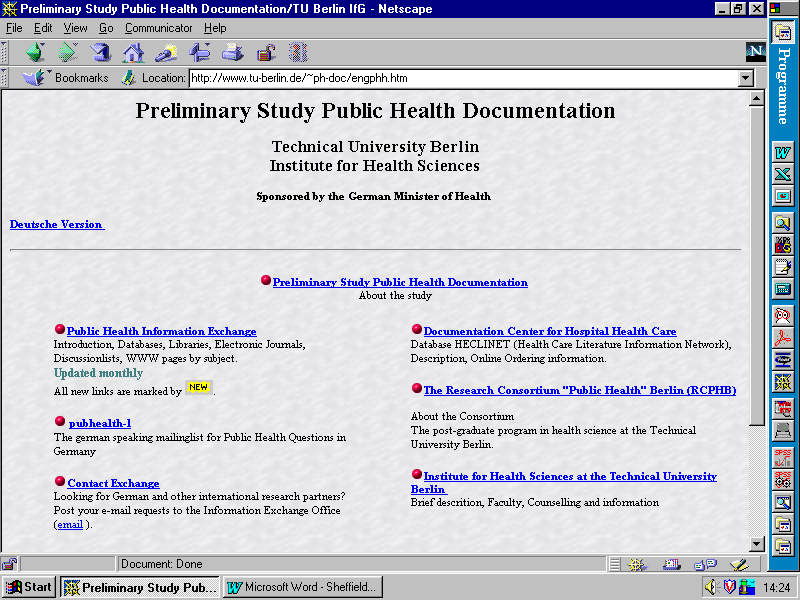 Preliminary Study Public Health Documentation/TU Berlin IfG - Netscape
File Edit View Go Communicator Help
N
Bookmarks Location: http://www.tu-berlin.de/~ph-doc/engphh.htm
Programme
Preliminary Study Public Health Documentation
Technical University Berlin
Institute for Health Sciences
Sponsored by the German Minister of Health
Deutsche Version
Preliminary Study Public Health Documentation
About the study
Public Health Information Exchange
Introduction, Databases, Libraries, Electronic Journals,
Discussionlists, WWW pages by subject.
Updated monthly
All new links are marked by NEW .
pubhealth-l
The german speaking mailinglist for Public Health Questions in
Germany
Contact Exchange
Looking for German and other international research partners?
Post your e-mail requests to the Information Exchange Office
(email ).
Documentation Center for Hospital Health Care
Database HECLINET (Health Care Literature Information Network),
Description, Online Ordering information.
The Research Consortium "Public Health" Berlin (RCPHB)
About the Consortium
The post-graduate program in health science at the Technical
University Berlin.
Institute for Health Sciences at the Technical University
Berlin
Brief descrition, Faculty, Counselling and information
Document: Done
Start Preliminary Study Pub... Microsoft Word - Sheffield... 14:24